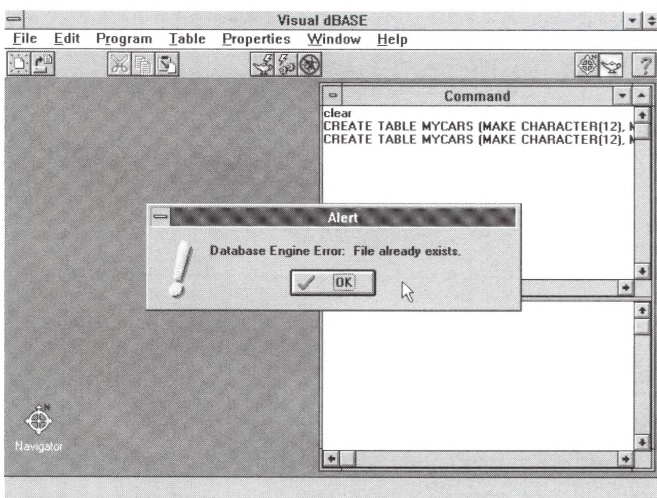 Visual dBASE
File Edit Program Table Properties Window Help
Command
clear
CREATE TABLE MYCARS (MAKE CHARACTER(12),
CREATE TABLE MYCARS (MAKE CHARACTER(12),
Alert
Database Engine Error: File already exists.
OK
N
Navigator